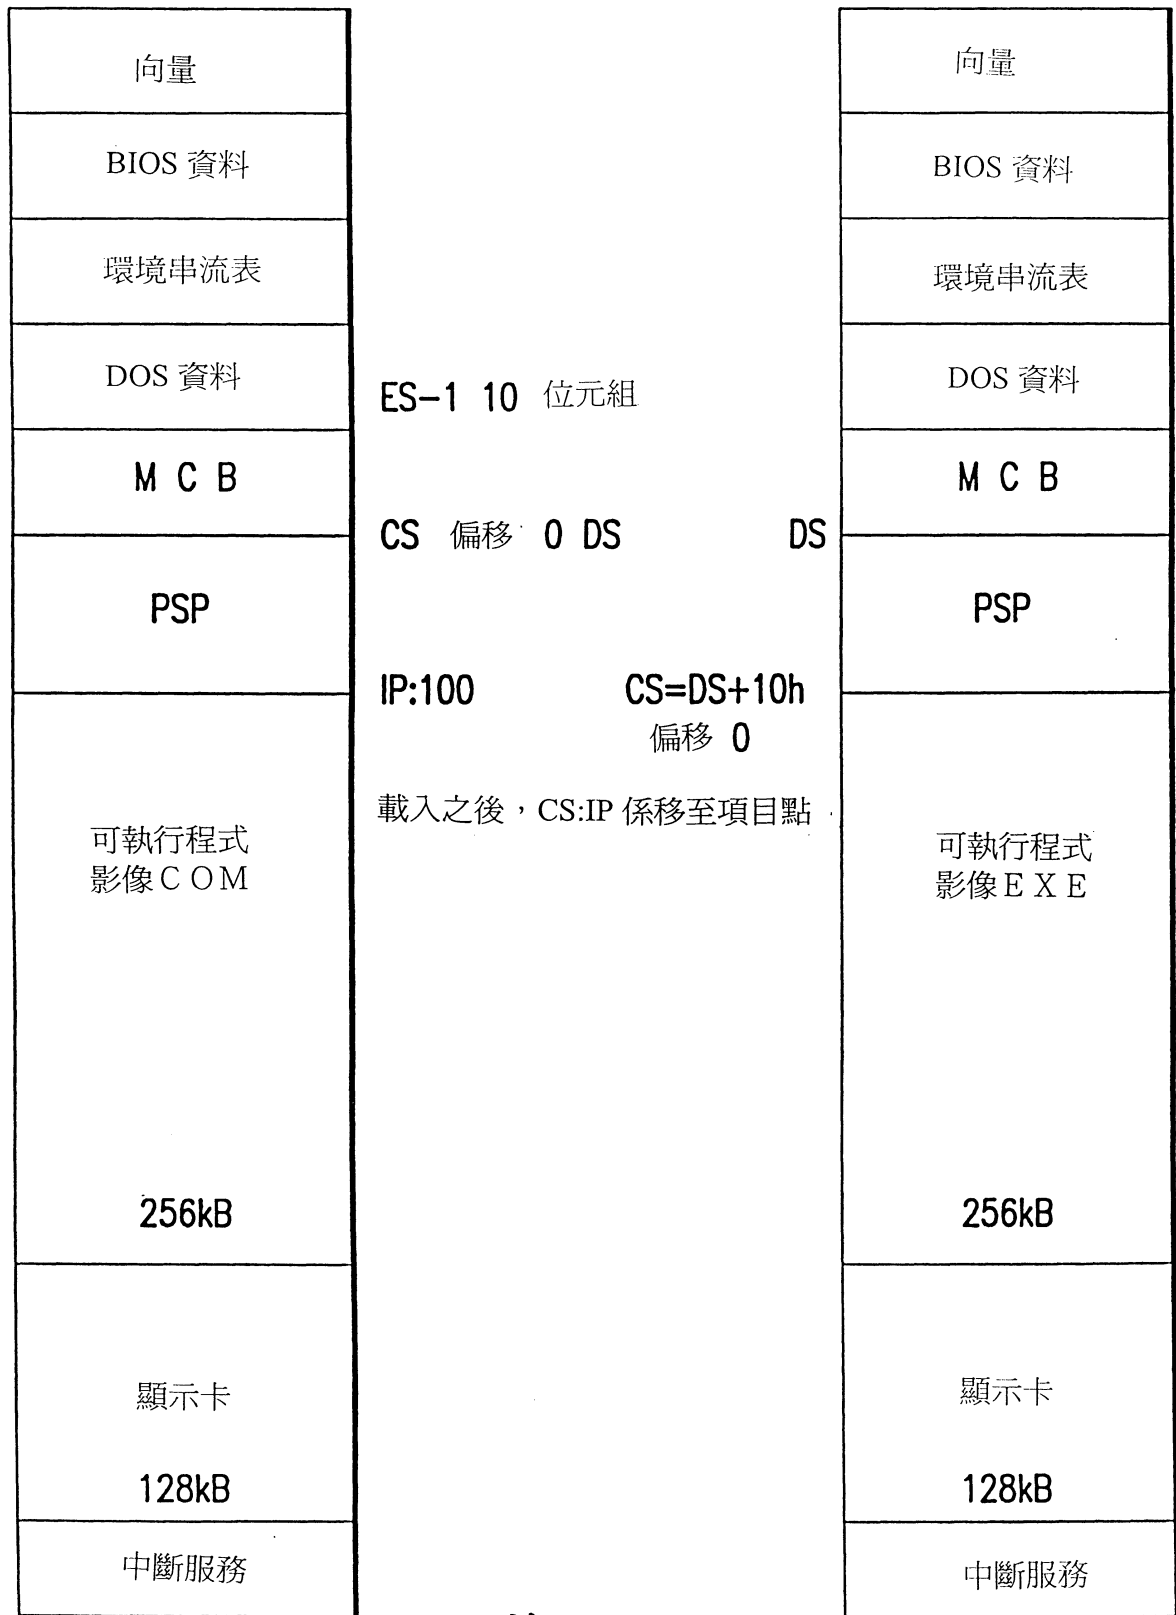 向量
BIOS 資料
環境串流表
DOS 資料
M C B
PSP
可執行程式
影像COM
256kB
顯示卡
128kB
中斷服務
ES-1 10 位元組
CS 偏移 0 DS
DS
IP:100
CS=DS+10h
偏移 0
載入之後，CS:IP 係移至項目點
向量
BIOS 資料
環境串流表
DOS 資料
M C B
PSP
可執行程式
影像EXE
256kB
顯示卡
128kB
中斷服務